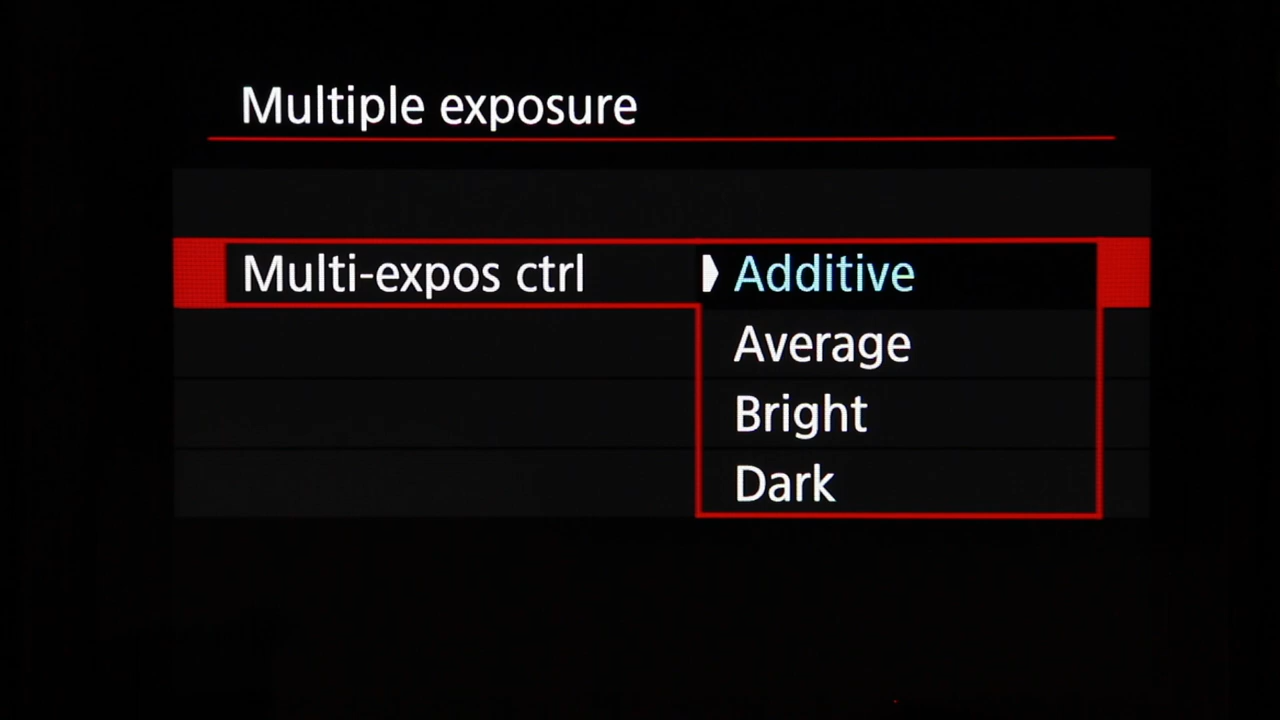 Multiple exposure
Multi-expos ctrl Additive
Average
Bright
Dark